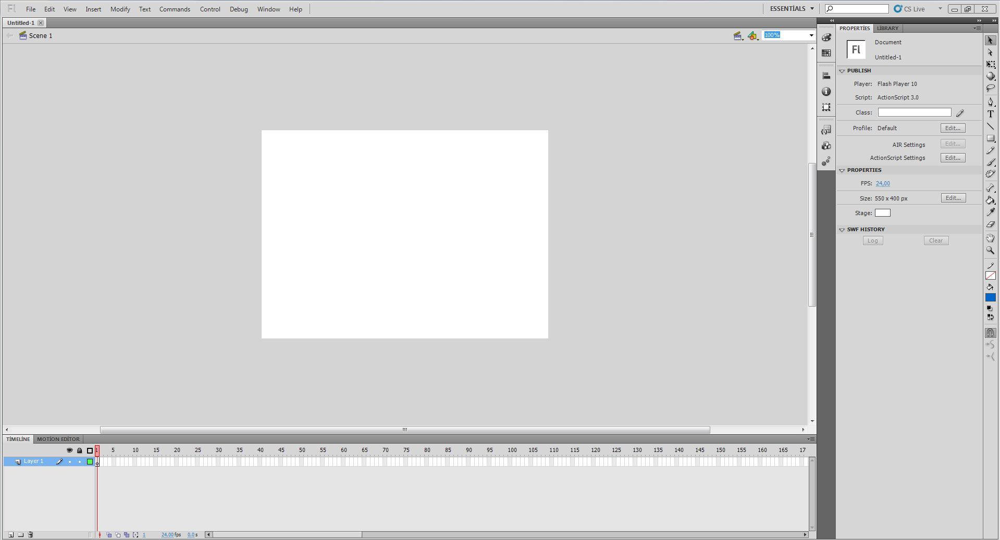 Fl File Edit View Insert Modify Text Commands Control Debug Window Help ESSENTİALS CS Live
Untitled-1
Scene 1 100%
PROPERTİES LİBRARY
Fl Document
Untitled-1
PUBLISH
Player: Flash Player 10
Script: ActionScript 3.0
Class:
Profile: Default Edit...
AIR Settings Edit...
ActionScript Settings Edit...
PROPERTIES
FPS: 24,00
Size: 550 x 400 px Edit...
Stage:
SWF HISTORY
Log Clear
T
TİMELİNE MOTİON EDİTOR
1 5 10 15 20 25 30 35 40 45 50 55 60 65 70 75 80 85 90 95 100 105 110 115 120 125 130 135 140 145 150 155 160 165 17
Layer 1
1 24,00 fps 0,0 s